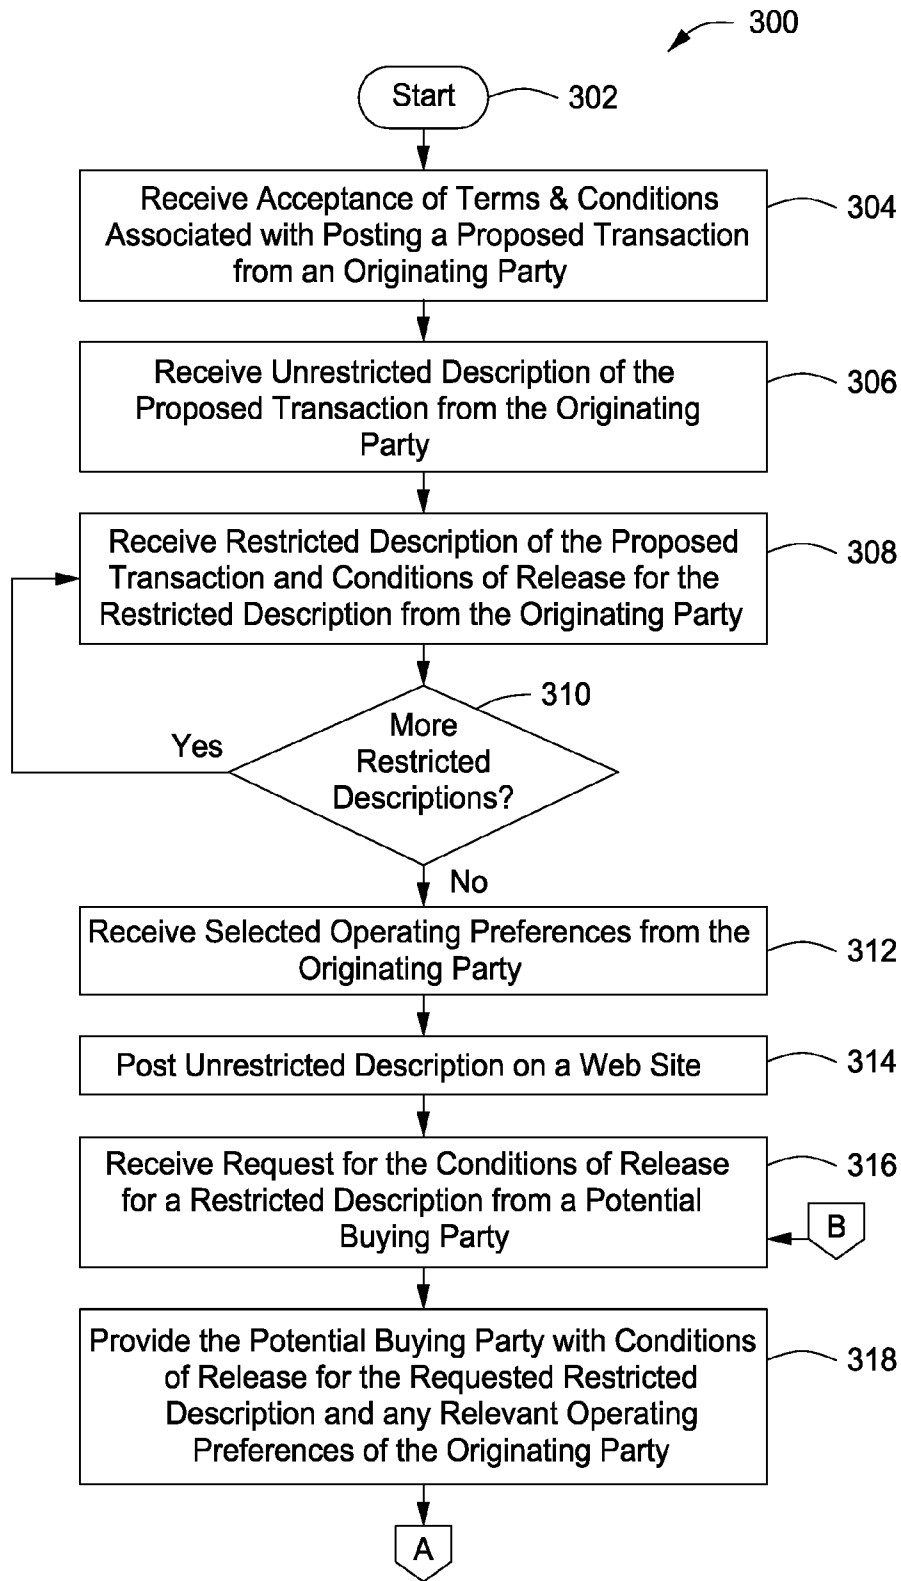 300
Start
302
Receive Acceptance of Terms & Conditions
Associated with Posting a Proposed Transaction
from an Originating Party
304
Receive Unrestricted Description of the
Proposed Transaction from the Originating
Party
306
Receive Restricted Description of the Proposed
Transaction and Conditions of Release for the
Restricted Description from the Originating Party
308
310
More
Restricted
Descriptions?
Yes
No
Receive Selected Operating Preferences from the
Originating Party
312
Post Unrestricted Description on a Web Site
314
Receive Request for the Conditions of Release
for a Restricted Description from a Potential
Buying Party
316
B
Provide the Potential Buying Party with Conditions
of Release for the Requested Restricted
Description and any Relevant Operating
Preferences of the Originating Party
318
A